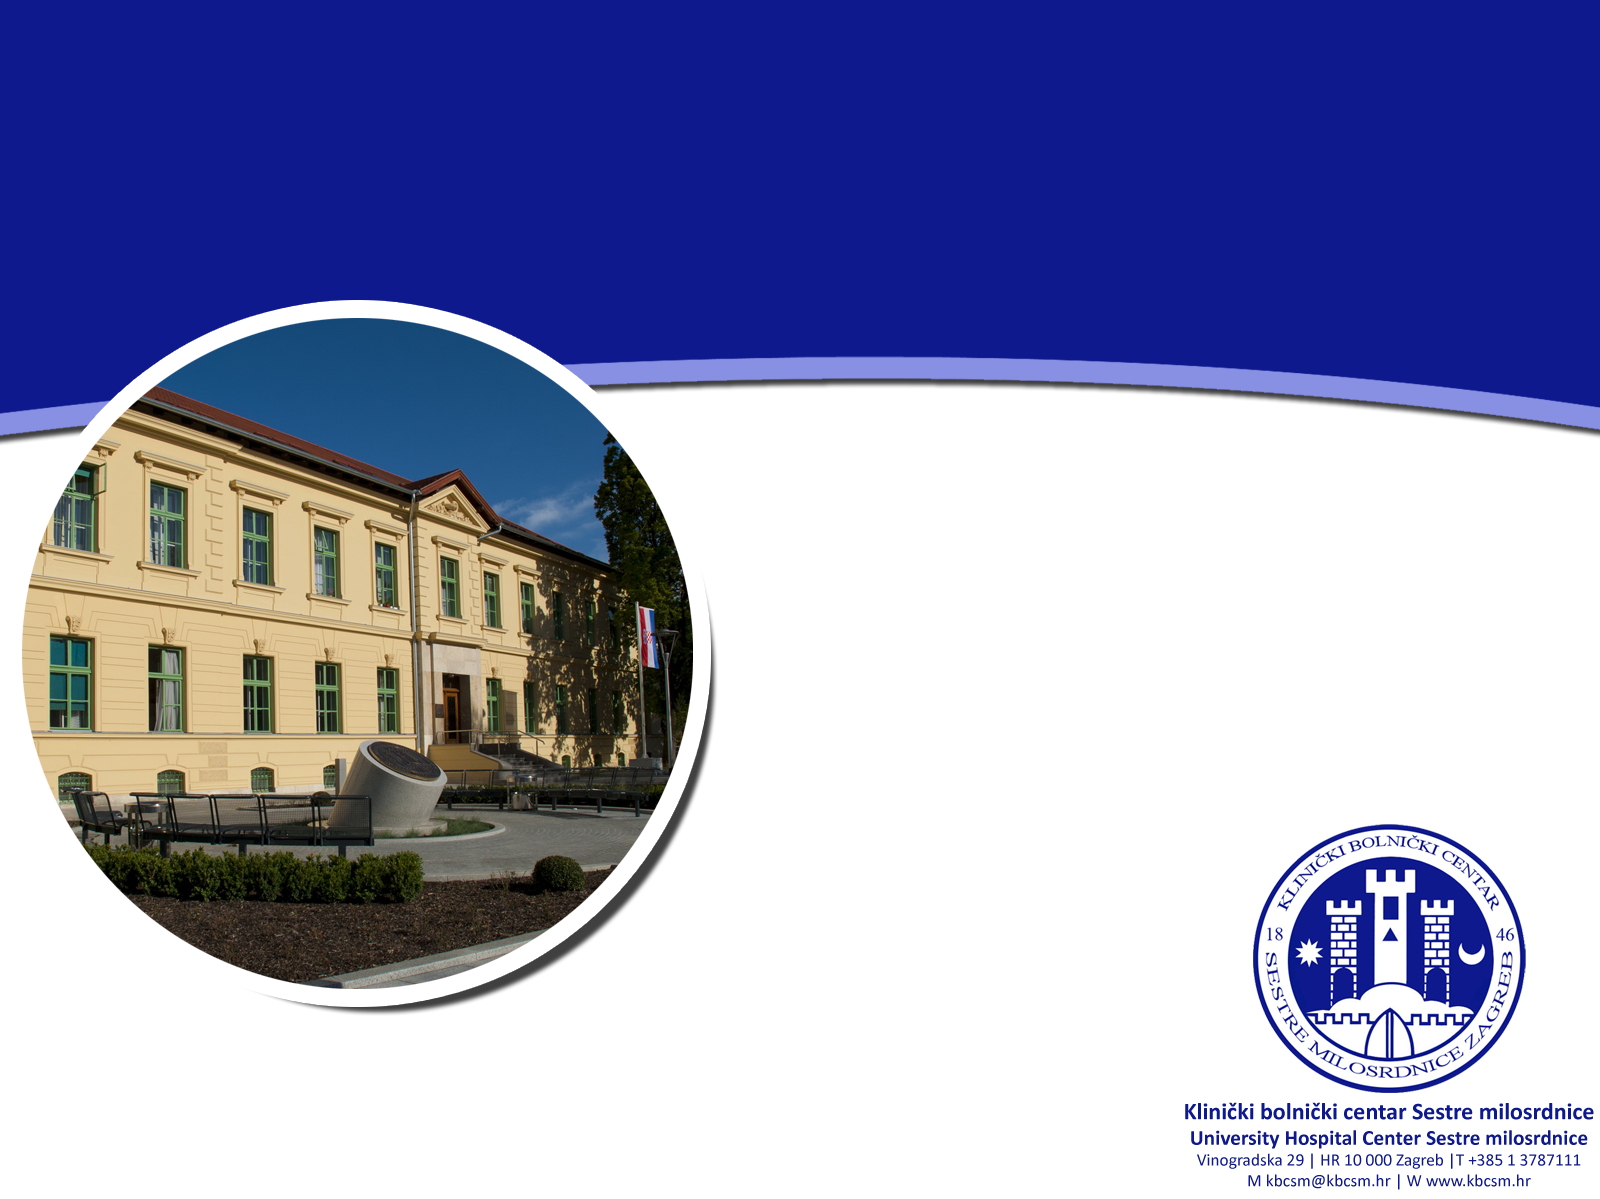 KLINIČKI BOLNIČKI CENTAR
18 46
SESTRE MILOSRDNICE ZAGREB
Klinički bolnički centar Sestre milosrdnice
University Hospital Center Sestre milosrdnice
Vinogradska 29 | HR 10 000 Zagreb |T +385 1 3787111
M kbcsm@kbcsm.hr | W www.kbcsm.hr